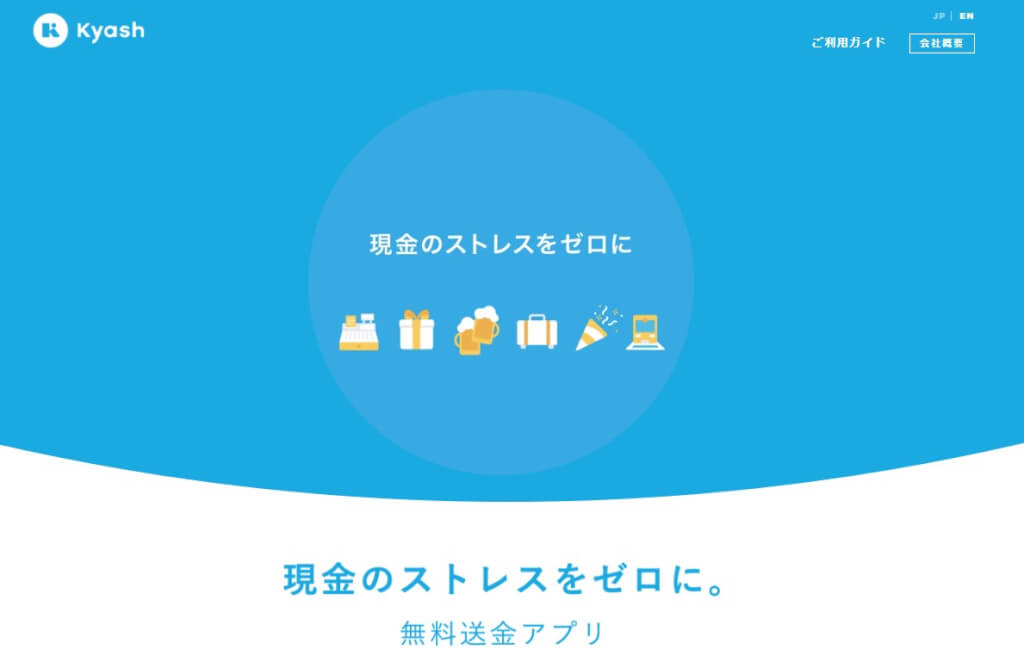 Kyash
JP | EN
ご利用ガイド
会社概要
現金のストレスをゼロに
現金のストレスをゼロに。
無料送金アプリ